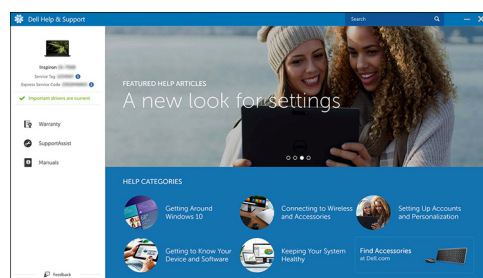 Dell Help & Support
Search
Inspiron
Service Tag
Express Service Code
Important drivers are current
Warranty
SupportAssist
Manuals
Feedback
FEATURED HELP ARTICLES
A new look for settings
HELP CATEGORIES
Getting Around
Windows 10
Connecting to Wireless
and Accessories
Setting Up Accounts
and Personalization
Getting to Know Your
Device and Software
Keeping Your System
Healthy
Find Accessories
at Dell.com